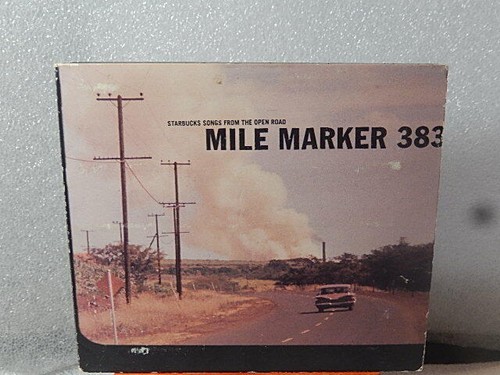 STARBUCKS SONGS FROM THE OPEN ROAD
MILE MARKER 383